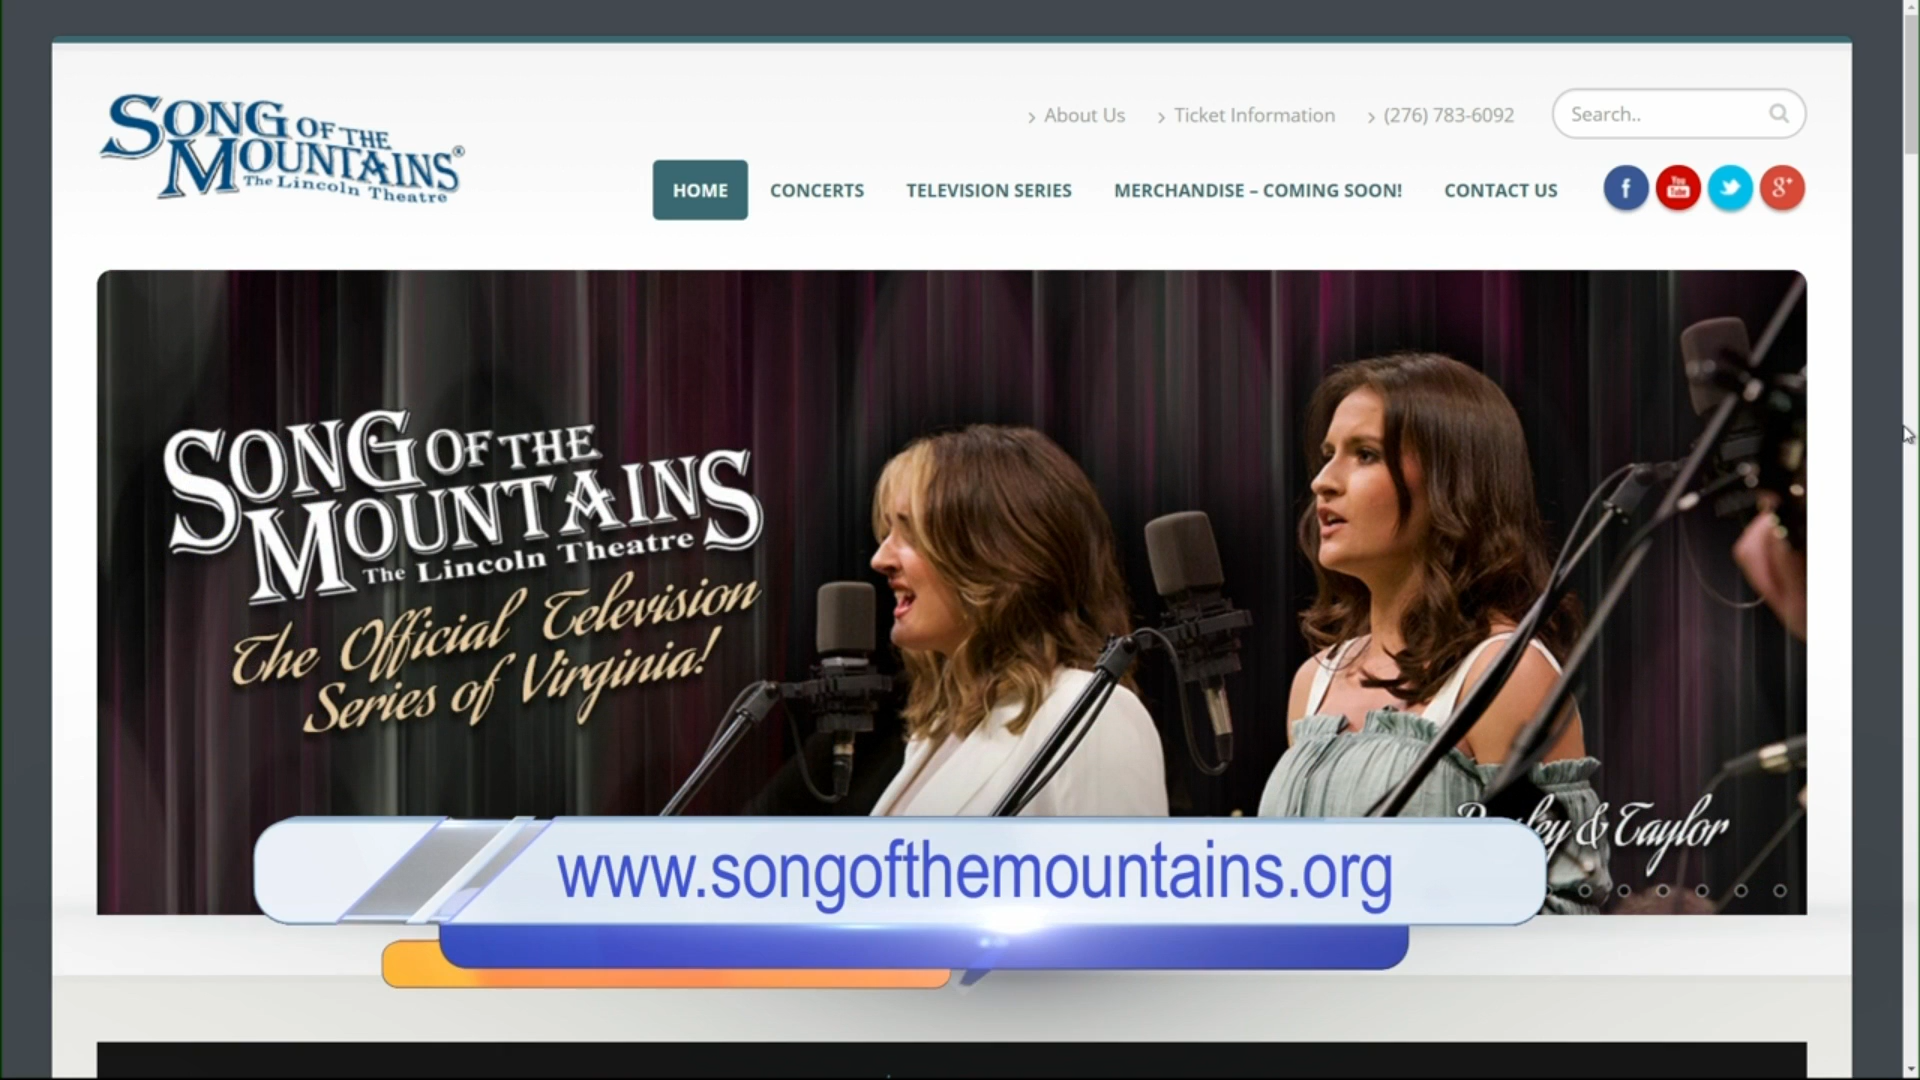 SONG OF THE
MOUNTAINS®
The Lincoln Theatre
About Us
Ticket Information
(276) 783-6092
Search..
HOME
CONCERTS
TELEVISION SERIES
MERCHANDISE – COMING SOON!
CONTACT US
f
You
Tube
g+
SONG OF THE
MOUNTAINS
The Lincoln Theatre
The Official Television
Series of Virginia!
& Taylor
www.songofthemountains.org